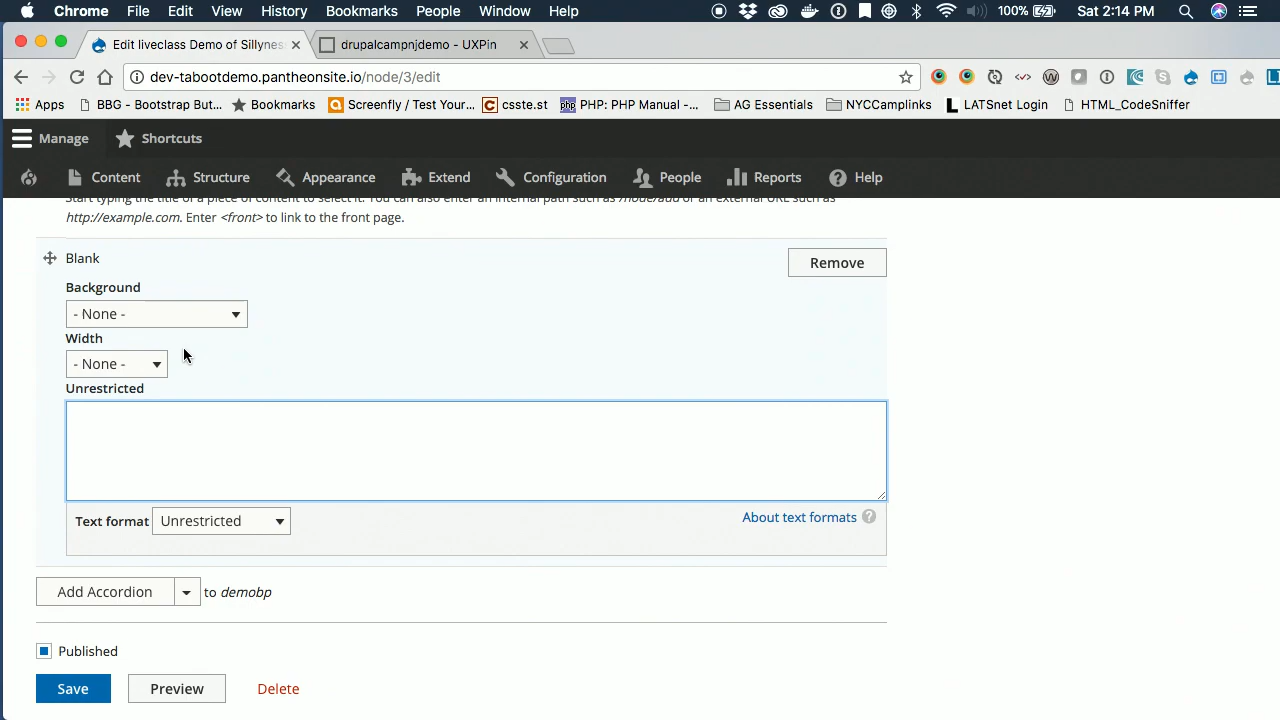 Chrome File Edit View History Bookmarks People Window Help 100% Sat 2:14 PM
Edit liveclass Demo of Sillynes drupalcampnjdemo - UXPin
dev-tabootdemo.pantheonsite.io/node/3/edit
Apps BBG - Bootstrap But... Bookmarks Screenfly / Test Your... csste.st PHP: PHP Manual -... AG Essentials NYCCamplinks LATSnet Login HTML_CodeSniffer
Manage Shortcuts
Content Structure Appearance Extend Configuration People Reports Help
Start typing the title of a piece of content to select it. You can also enter an internal path such as /node/add or an external URL such as
http://example.com. Enter <front> to link to the front page.
Blank
Remove
Background
- None -
Width
- None -
Unrestricted
Text format Unrestricted About text formats ?
Add Accordion to demobp
Published
Save Preview Delete